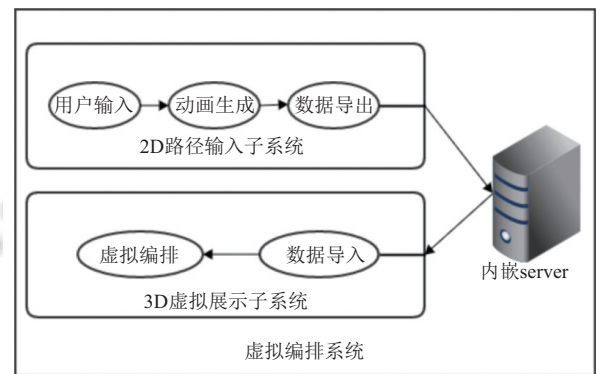 用户输入
动画生成
数据导出
2D路径输入子系统
虚拟编排
数据导入
3D虚拟展示子系统
内嵌server
虚拟编排系统